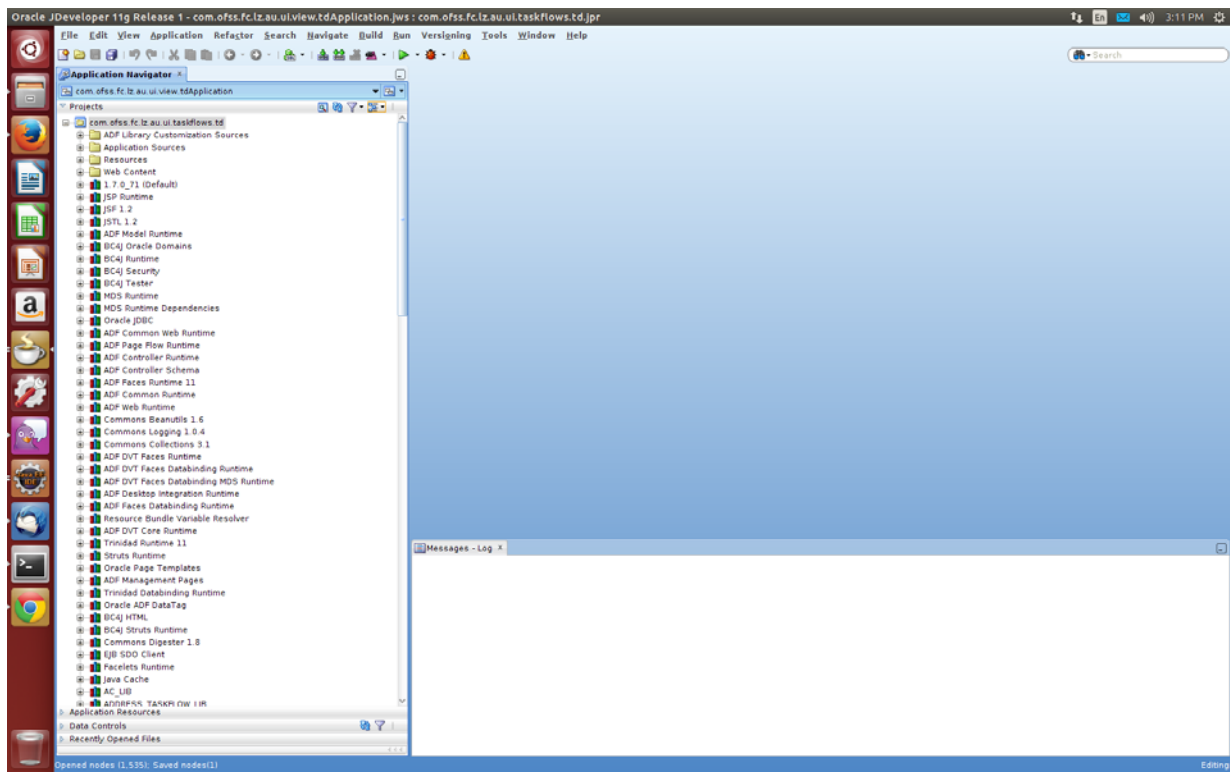 Oracle JDeveloper 11g Release 1 - com.ofss.fc.lz.au.ui.view.tdApplication.jws : com.ofss.fc.lz.au.ui.taskflows.td.jpr
En
3:11 PM
File Edit View Application Refactor Search Navigate Build Run Versigning Tools Window Help
Search
Application Navigator
com.ofss.fc.lz.au.ui.view.tdApplication
Projects
com.ofss.fc.lz.au.ui.taskflows.td
ADF Library Customization Sources
Application Sources
Resources
Web Content
1.7.0_71 (Default)
JSP Runtime
JSF 1.2
JSTL 1.2
ADF Model Runtime
BC4J Oracle Domains
BC4J Runtime
BC4J Security
BC4J Tester
MDS Runtime
MDS Runtime Dependencies
Oracle JDBC
ADF Common Web Runtime
ADF Page Flow Runtime
ADF Controller Runtime
ADF Controller Schema
ADF Faces Runtime 11
ADF Common Runtime
ADF Web Runtime
Commons Beanutils 1.6
Commons Logging 1.0.4
Commons Collections 3.1
ADF DVT Faces Runtime
ADF DVT Faces Databinding Runtime
ADF DVT Faces Databinding MDS Runtime
ADF Desktop Integration Runtime
ADF Faces Databinding Runtime
Resource Bundle Variable Resolver
ADF DVT Core Runtime
Trinidad Runtime 11
Struts Runtime
Oracle Page Templates
ADF Management Pages
Trinidad Databinding Runtime
Oracle ADF DataTag
BC4J HTML
BC4J Struts Runtime
Commons Digester 1.8
EJB SDO Client
Facelets Runtime
Java Cache
AC_LIB
ADDRESS_TASKFLOW_LIB
Application Resources
Data Controls
Recently Opened Files
Messages - Log
Opened nodes (1,535); Saved nodes(1)
Editing